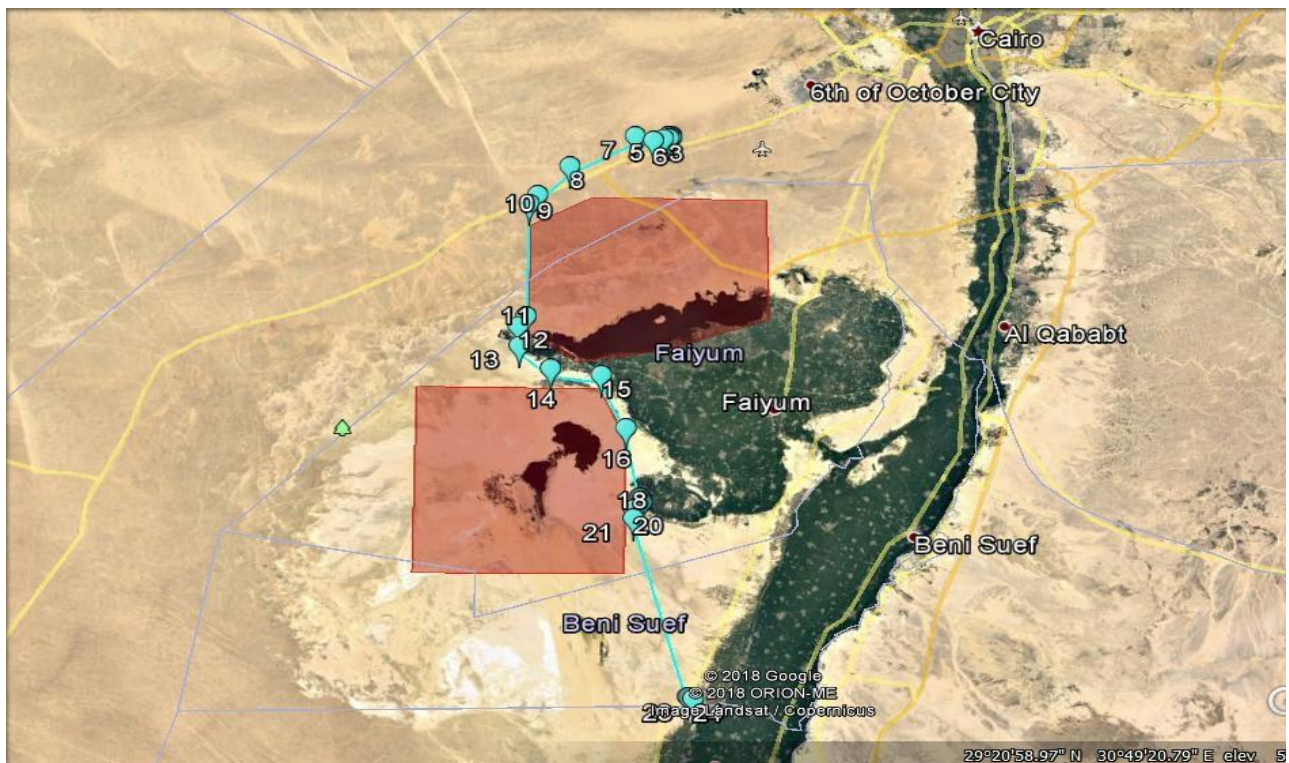 Cairo
6th of October City
7 5 6 3
8
10 9
11
12
13
Al Qababt
Faiyum
14
15
Faiyum
16
18
20
21
Beni Suef
Beni Suef
© 2018 Google
© 2018 ORION-ME
Image Landsat / Copernicus
24
29°20'58.97" N 30°49'20.79" E elev 5